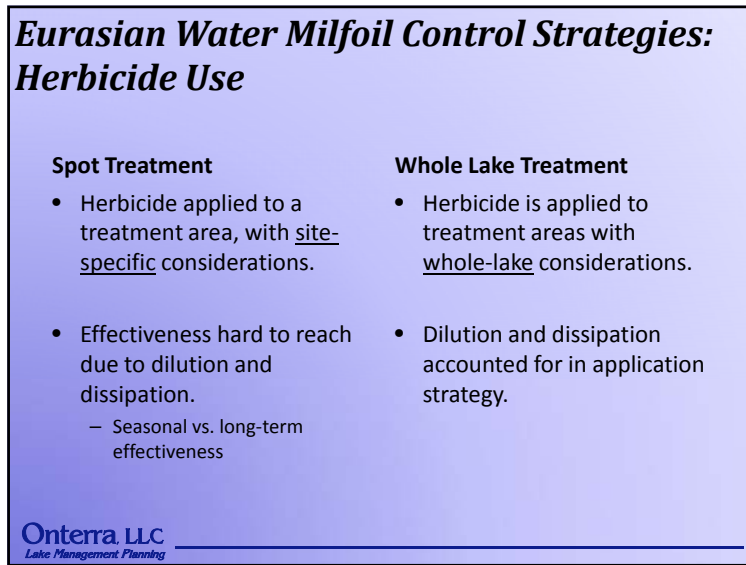 Eurasian Water Milfoil Control Strategies:
Herbicide Use
Spot Treatment
• Herbicide applied to a
treatment area, with site-
specific considerations.
• Effectiveness hard to reach
due to dilution and
dissipation.
– Seasonal vs. long-term
effectiveness
Whole Lake Treatment
• Herbicide is applied to
treatment areas with
whole-lake considerations.
• Dilution and dissipation
accounted for in application
strategy.
Onterra, LLC
Lake Management Planning